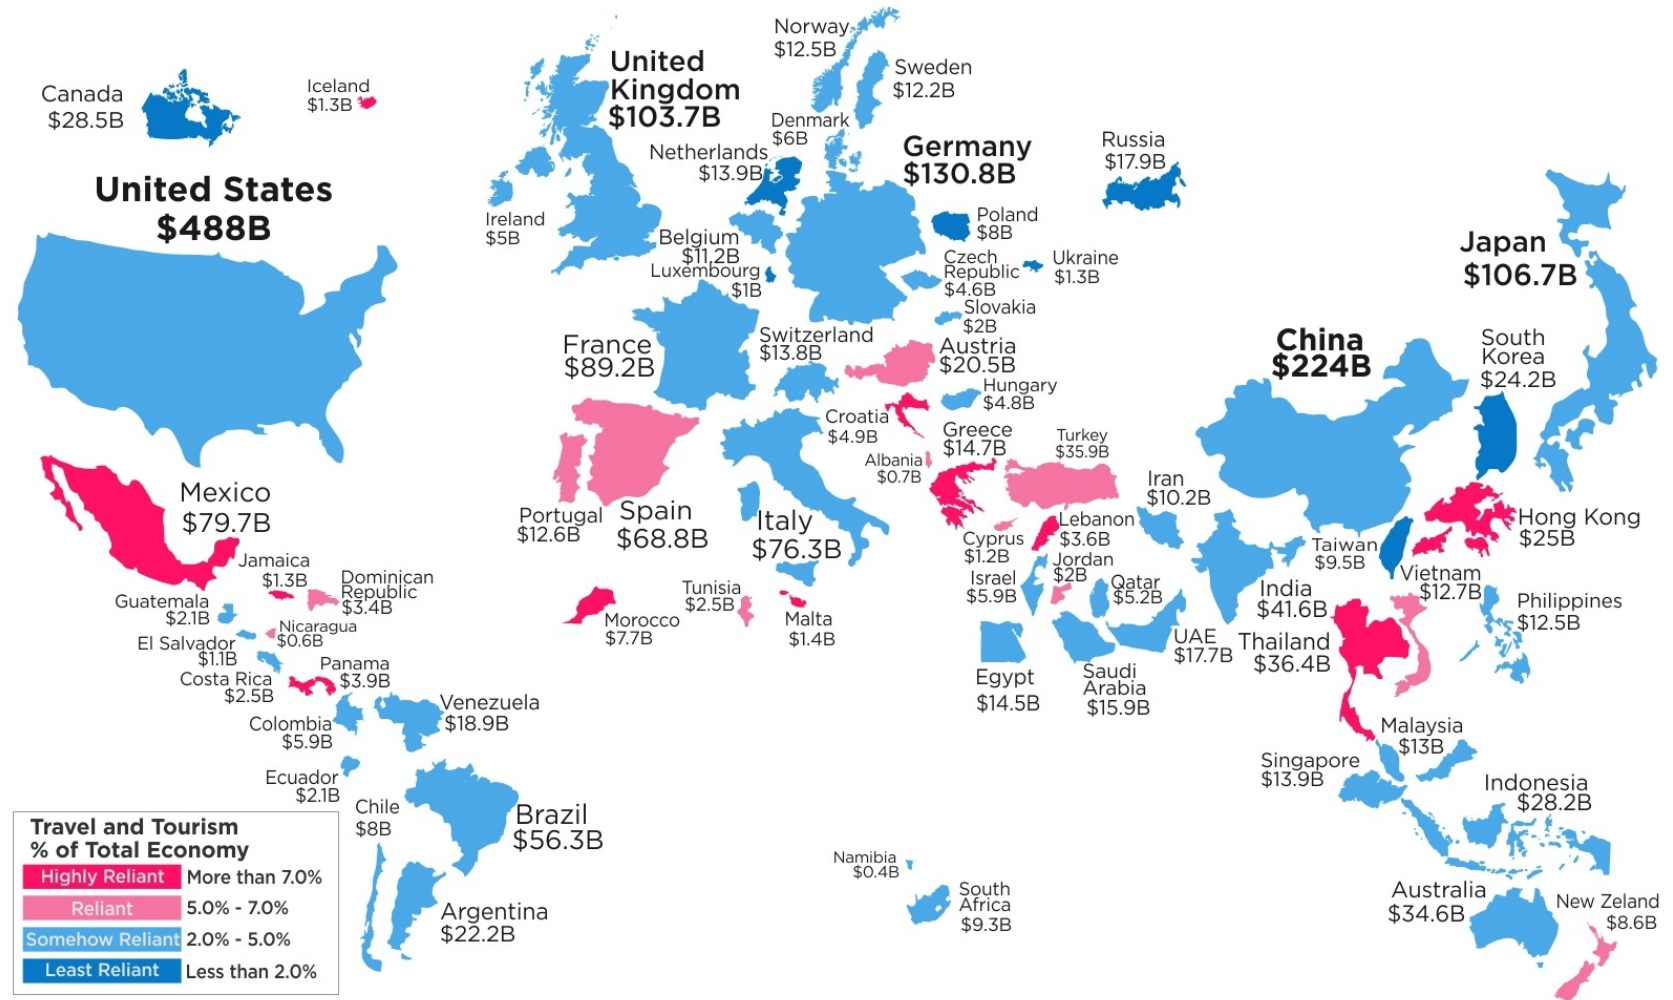 Canada
$28.5B
Iceland
$1.3B
United States
$488B
Mexico
$79.7B
Jamaica
$1.3B
Dominican
Republic
$3.4B
Guatemala
$2.1B
Nicaragua
$0.6B
El Salvador
$1.1B
Costa Rica
$2.5B
Panama
$3.9B
Colombia
$5.9B
Venezuela
$18.9B
Ecuador
$2.1B
Chile
$8B
Brazil
$56.3B
Argentina
$22.2B
United
Kingdom
$103.7B
Ireland
$5B
Norway
$12.5B
Sweden
$12.2B
Denmark
$6B
Netherlands
$13.9B
Germany
$130.8B
Belgium
$11.2B
Luxembourg
$1B
Poland
$8B
Czech
Republic
$4.6B
Ukraine
$1.3B
Slovakia
$2B
Russia
$17.9B
France
$89.2B
Switzerland
$13.8B
Austria
$20.5B
Hungary
$4.8B
Croatia
$4.9B
Albania
$0.7B
Greece
$14.7B
Turkey
$35.9B
Portugal
$12.6B
Spain
$68.8B
Italy
$76.3B
Morocco
$7.7B
Tunisia
$2.5B
Malta
$1.4B
Cyprus
$1.2B
Lebanon
$3.6B
Israel
$5.9B
Jordan
$2B
Qatar
$5.2B
Iran
$10.2B
Egypt
$14.5B
Saudi
Arabia
$15.9B
UAE
$17.7B
Namibia
$0.4B
South
Africa
$9.3B
China
$224B
Japan
$106.7B
South
Korea
$24.2B
Hong Kong
$25B
Taiwan
$9.5B
India
$41.6B
Vietnam
$12.7B
Thailand
$36.4B
Philippines
$12.5B
Malaysia
$13B
Singapore
$13.9B
Indonesia
$28.2B
Australia
$34.6B
New Zeland
$8.6B
Travel and Tourism
% of Total Economy
Highly Reliant More than 7.0%
Reliant 5.0% - 7.0%
Somehow Reliant 2.0% - 5.0%
Least Reliant Less than 2.0%